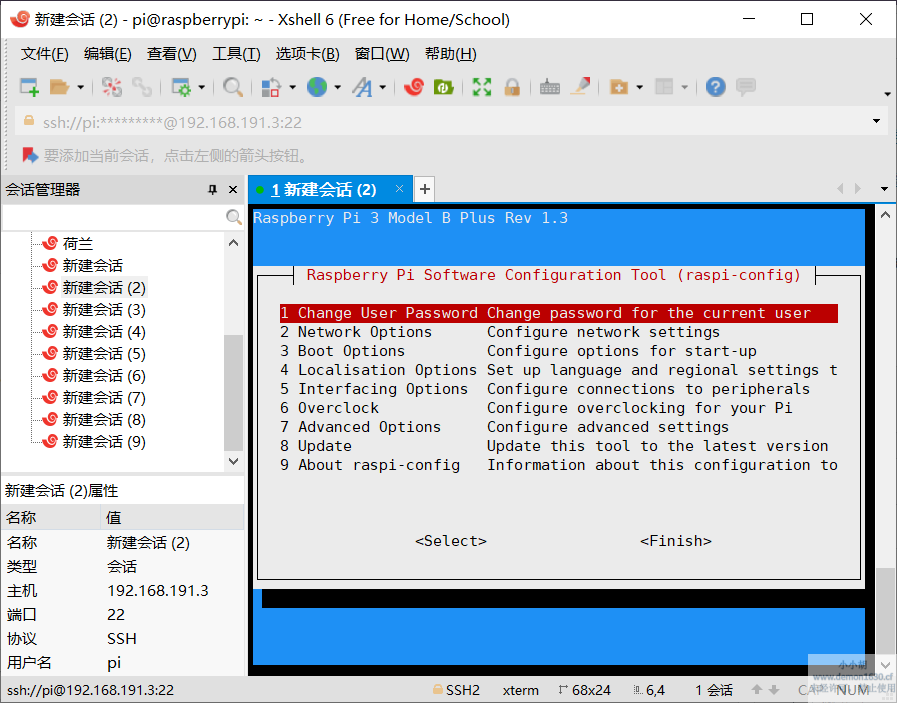 新建会话 (2) - pi@raspberrypi: ~ - Xshell 6 (Free for Home/School)
文件(F) 编辑(E) 查看(V) 工具(T) 选项卡(B) 窗口(W) 帮助(H)
ssh://pi:*********@192.168.191.3:22
要添加当前会话，点击左侧的箭头按钮。
会话管理器
荷兰
新建会话
新建会话 (2)
新建会话 (3)
新建会话 (4)
新建会话 (5)
新建会话 (6)
新建会话 (7)
新建会话 (8)
新建会话 (9)
新建会话 (2)属性
名称 值
名称 新建会话 (2)
类型 会话
主机 192.168.191.3
端口 22
协议 SSH
用户名 pi
1 新建会话 (2)
Raspberry Pi 3 Model B Plus Rev 1.3
Raspberry Pi Software Configuration Tool (raspi-config)
1 Change User Password Change password for the current user
2 Network Options Configure network settings
3 Boot Options Configure options for start-up
4 Localisation Options Set up language and regional settings t
5 Interfacing Options Configure connections to peripherals
6 Overclock Configure overclocking for your Pi
7 Advanced Options Configure advanced settings
8 Update Update this tool to the latest version
9 About raspi-config Information about this configuration to
<Select> <Finish>
ssh://pi@192.168.191.3:22 SSH2 xterm 68x24 6,4 1 会话 CAP NUM
小小胡
www.demon1630.cf